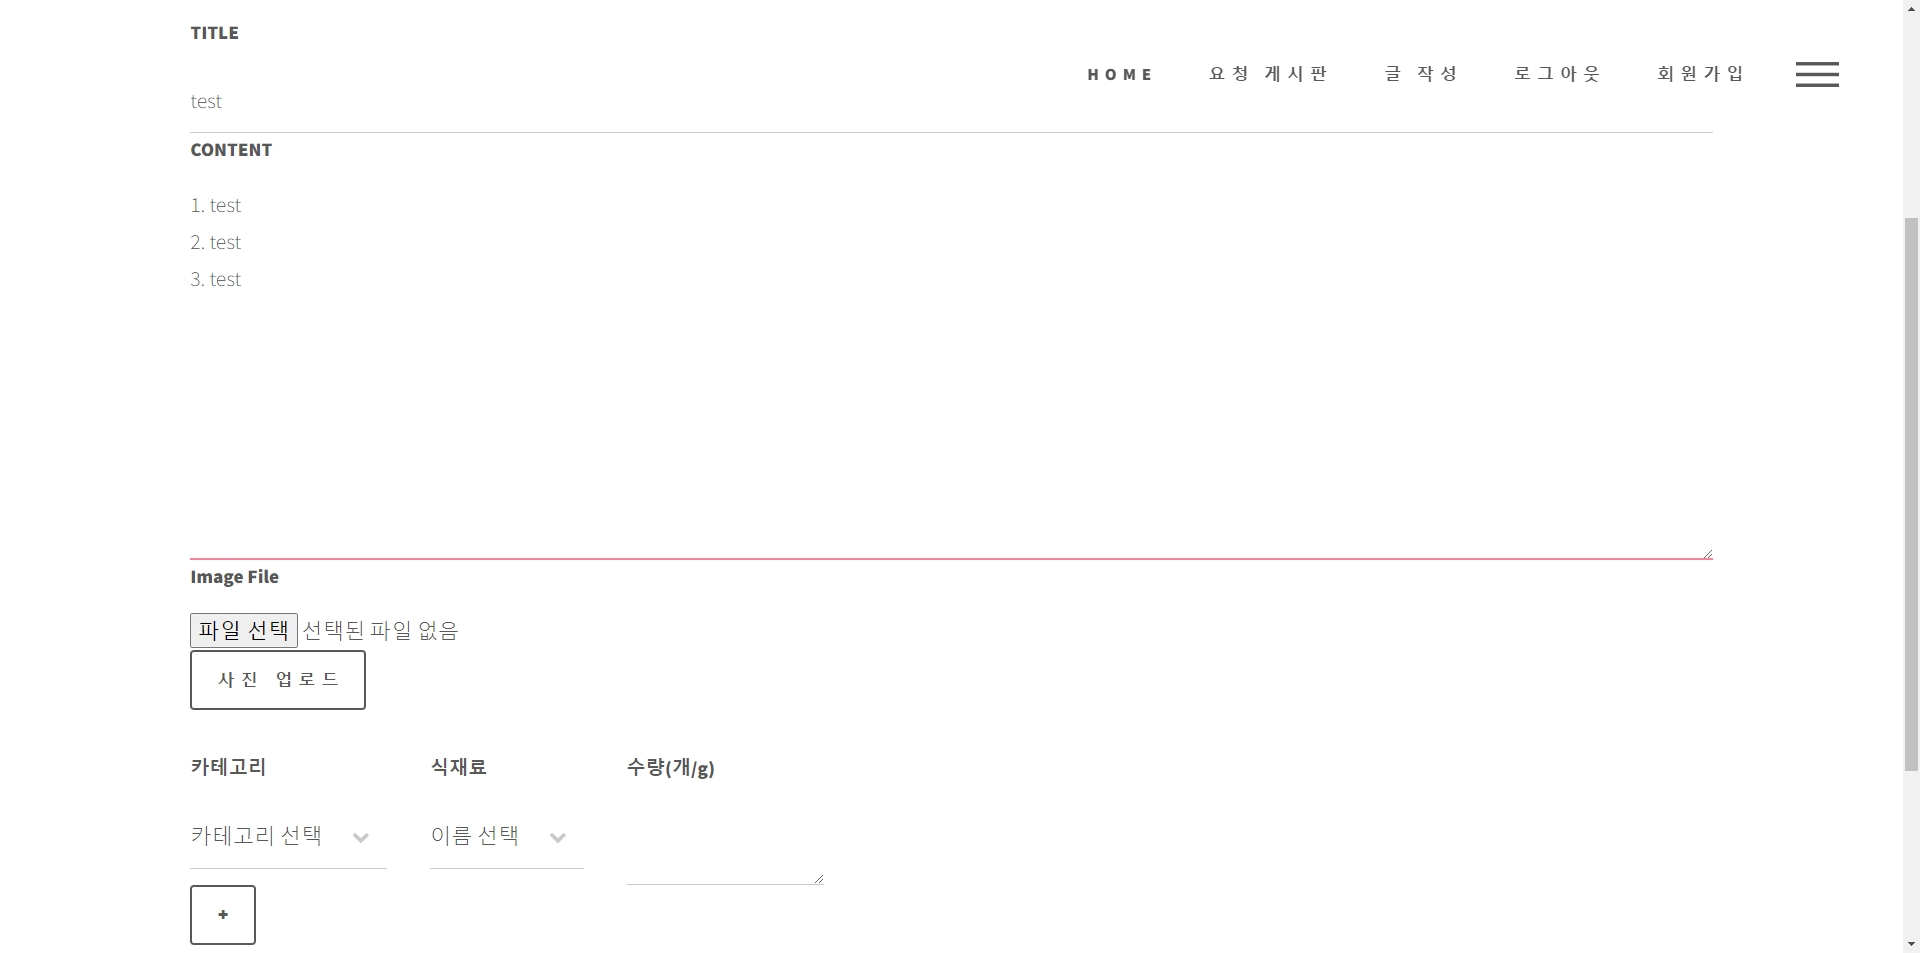 TITLE
HOME 요청 게시판 글 작성 로그아웃 회원가입
test
CONTENT
1. test
2. test
3. test
Image File
파일 선택 선택된 파일 없음
사진 업로드
카테고리 식재료 수량(개/g)
카테고리 선택 이름 선택
+